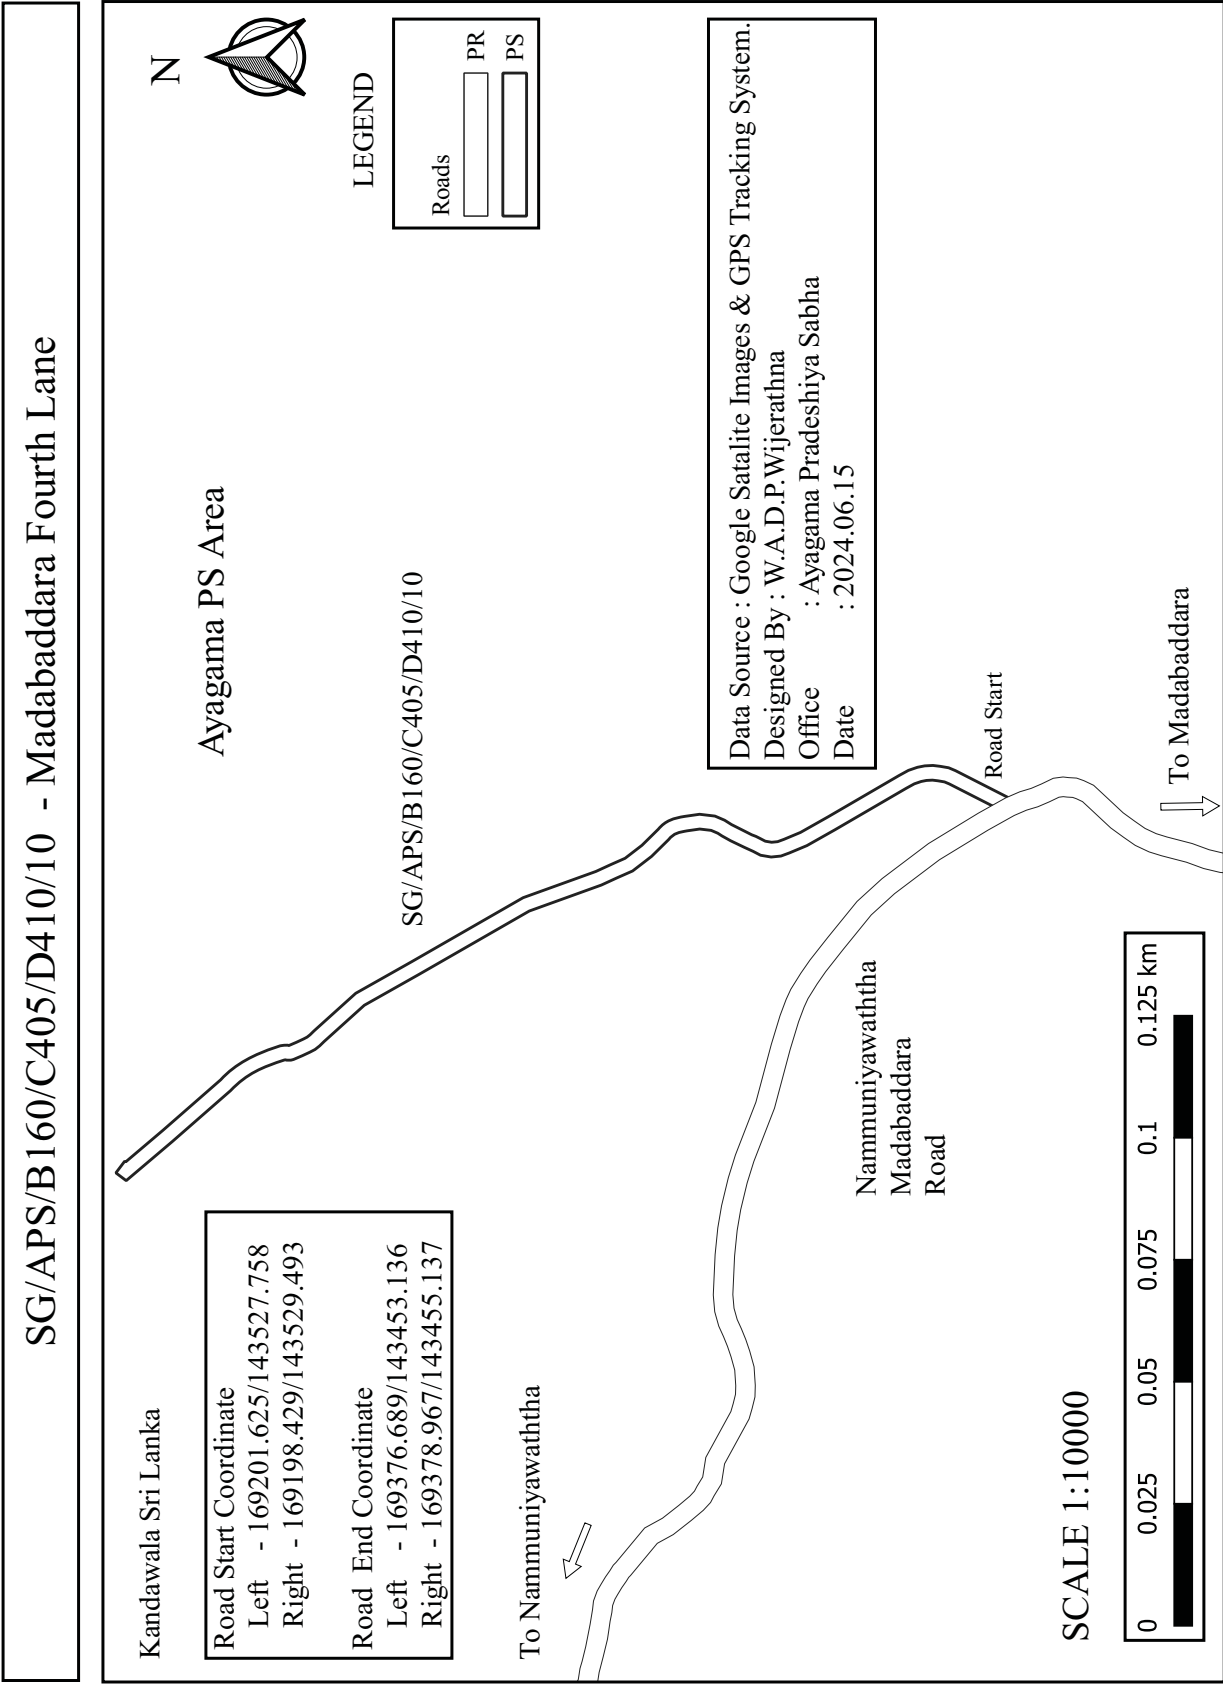 SG/APS/B160/C405/D410/10 - Madabaddara Fourth Lane
Kandawala Sri Lanka
Ayagama PS Area
N
Road Start Coordinate
Left - 169201.625/143527.758
Right - 169198.429/143529.493
Road End Coordinate
Left - 169376.689/143453.136
Right - 169378.967/143455.137
LEGEND
Roads
PR
PS
SG/APS/B160/C405/D410/10
To Nammuniyawaththa
Data Source : Google Satalite Images & GPS Tracking System.
Designed By : W.A.D.P.Wijerathna
Office : Ayagama Pradeshiya Sabha
Date : 2024.06.15
Nammuniyawaththa
Madabaddara
Road
Road Start
To Madabaddara
SCALE 1:10000
0 0.025 0.05 0.075 0.1 0.125 km